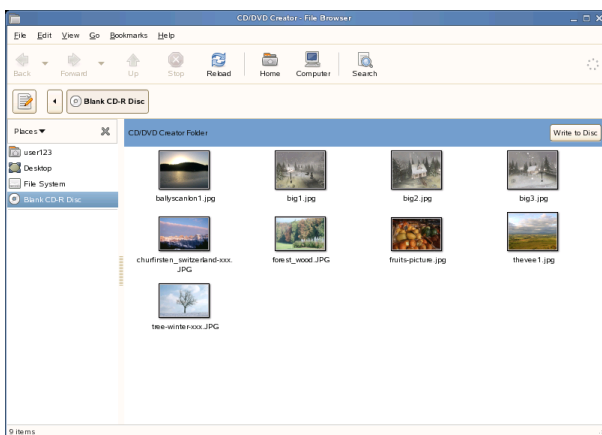 CD/DVD Creator - File Browser
File Edit View Go Bookmarks Help
Back Forward Up Stop Reload Home Computer Search
Blank CD-R Disc
Places CD/DVD Creator Folder Write to Disc
user123
Desktop
File System
Blank CD-R Disc
ballyscanlon1.jpg big1.jpg big2.jpg big3.jpg
churfirsten_switzerland-xxx. forest_wood.JPG fruits-picture.jpg thevee1.jpg
JPG
tree-winter-xxx.JPG
9 items